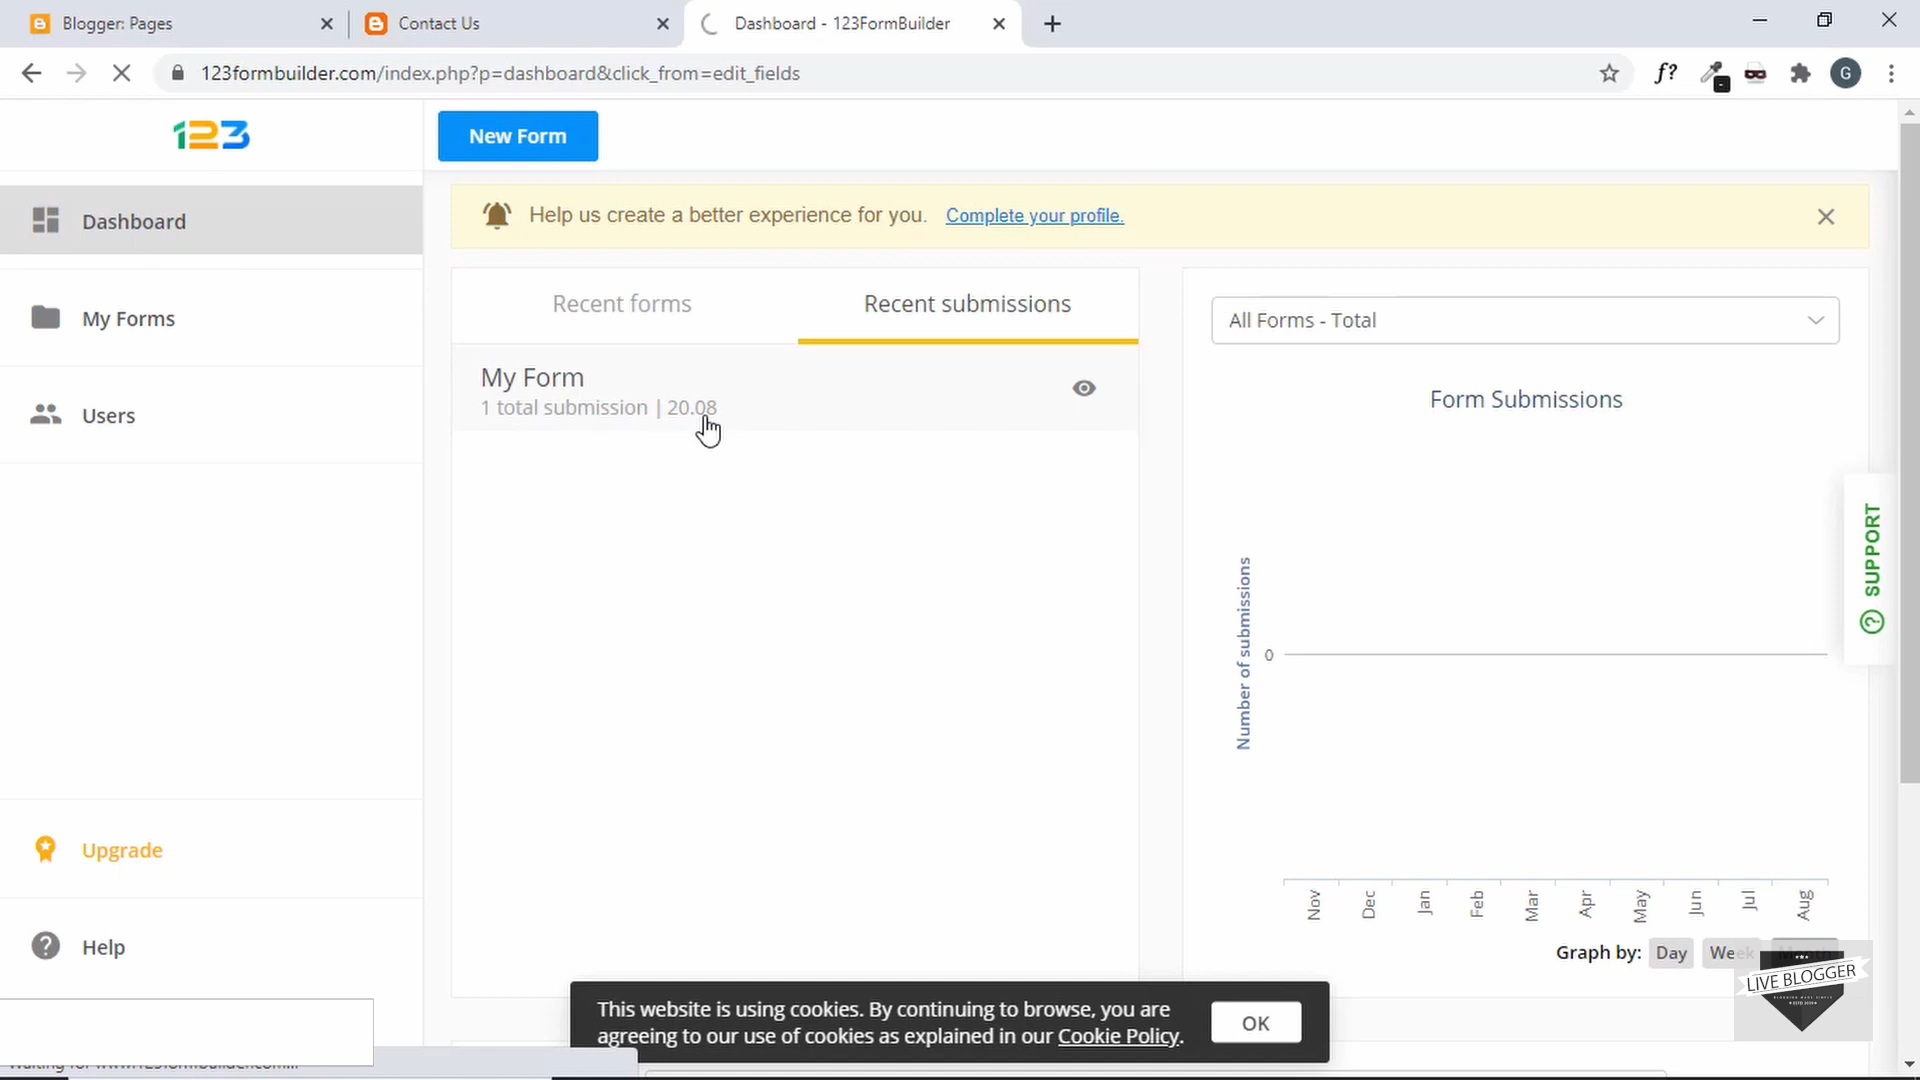 Blogger: Pages
Contact Us
Dashboard - 123FormBuilder
123formbuilder.com/index.php?p=dashboard&click_from=edit_fields
f?
G
123
New Form
Dashboard
Help us create a better experience for you. Complete your profile.
My Forms
Users
Recent forms
Recent submissions
My Form
1 total submission | 20.08
All Forms - Total
Form Submissions
Number of submissions
0
Nov
Dec
Jan
Feb
Mar
Apr
May
Jun
Jul
Aug
Graph by: Day Week Month
SUPPORT
Upgrade
Help
LIVE BLOGGER
This website is using cookies. By continuing to browse, you are
agreeing to our use of cookies as explained in our Cookie Policy.
OK